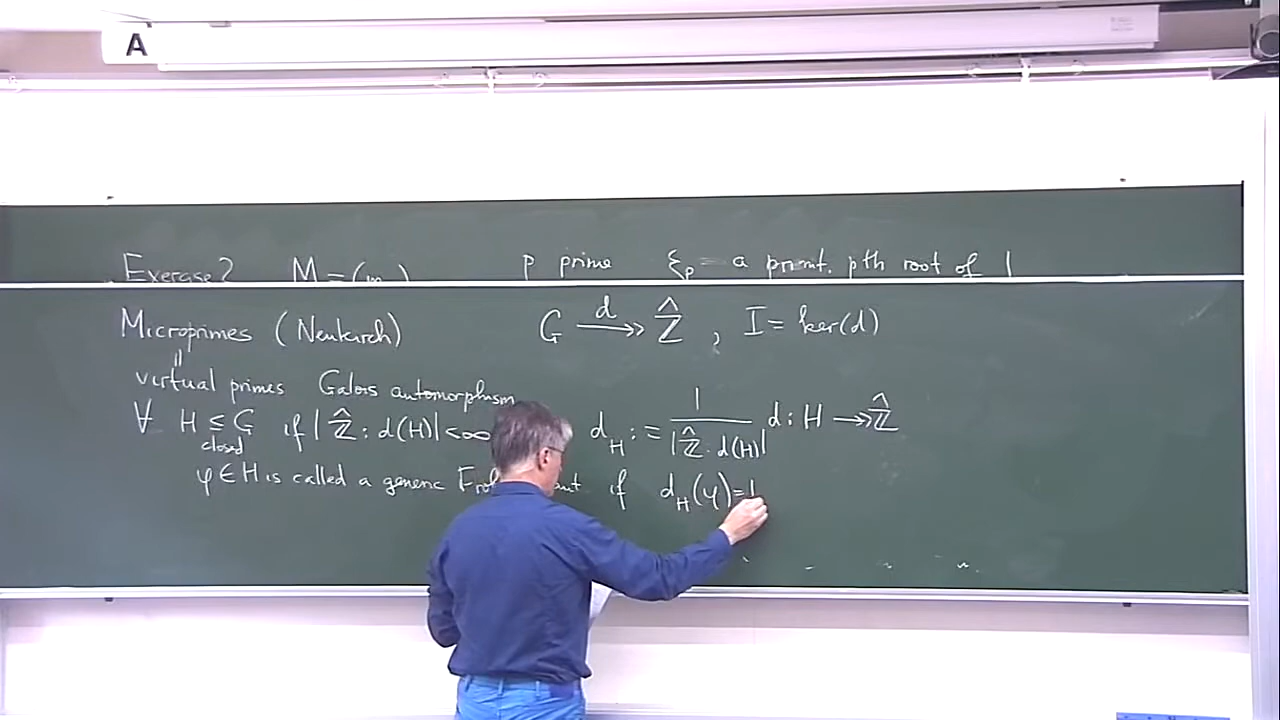 A
Exercise 2 M = (m ) p prime ξ_p = a primit. pth root of 1
Microprimes (Neukirch) G \xrightarrow{d} Ẑ , I = ker(d)
=
virtual primes Galois automorphism
∀ H ≤ G if |Ẑ : d(H)| < ∞ d_H := 1/|Ẑ : d(H)| d : H ↠ Ẑ
closed
φ ∈ H is called a generic if d_H(φ) = 1